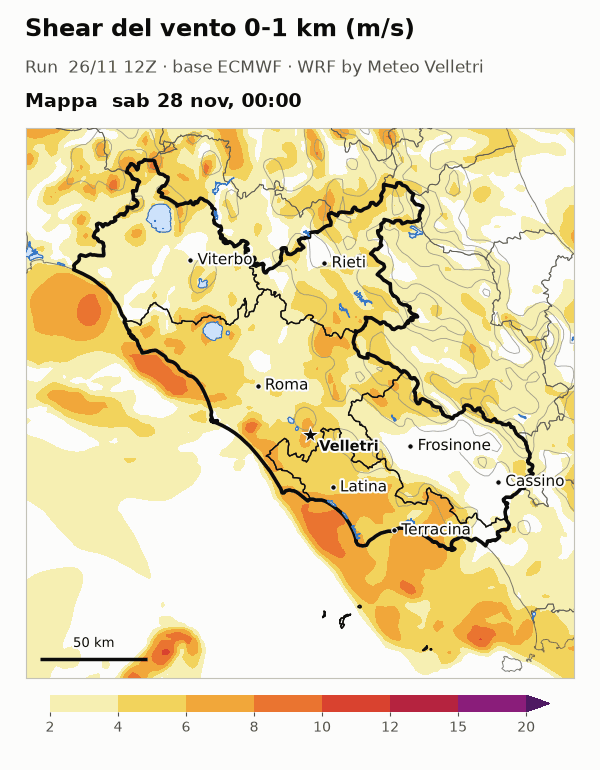 Shear del vento 0-1 km (m/s)
Run  26/11 12Z · base ECMWF · WRF by Meteo Velletri
Mappa  sab 28 nov, 00:00
Viterbo
Rieti
Roma
Velletri
Frosinone
Latina
Cassino
Terracina
50 km
2 4 6 8 10 12 15 20